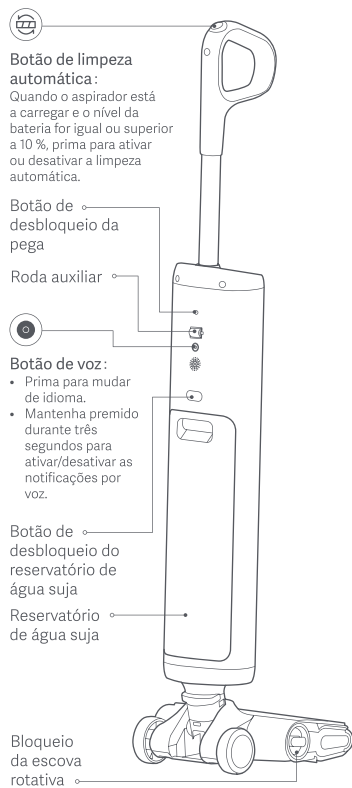 Botão de limpeza
automática:
Quando o aspirador está
a carregar e o nível da
bateria for igual ou superior
a 10 %, prima para ativar
ou desativar a limpeza
automática.
Botão de
desbloqueio da
pega
Roda auxiliar
Botão de voz:
• Prima para mudar
de idioma.
• Mantenha premido
durante três
segundos para
ativar/desativar as
notificações por
voz.
Botão de
desbloqueio do
reservatório de
água suja
Reservatório
de água suja
Bloqueio
da escova
rotativa